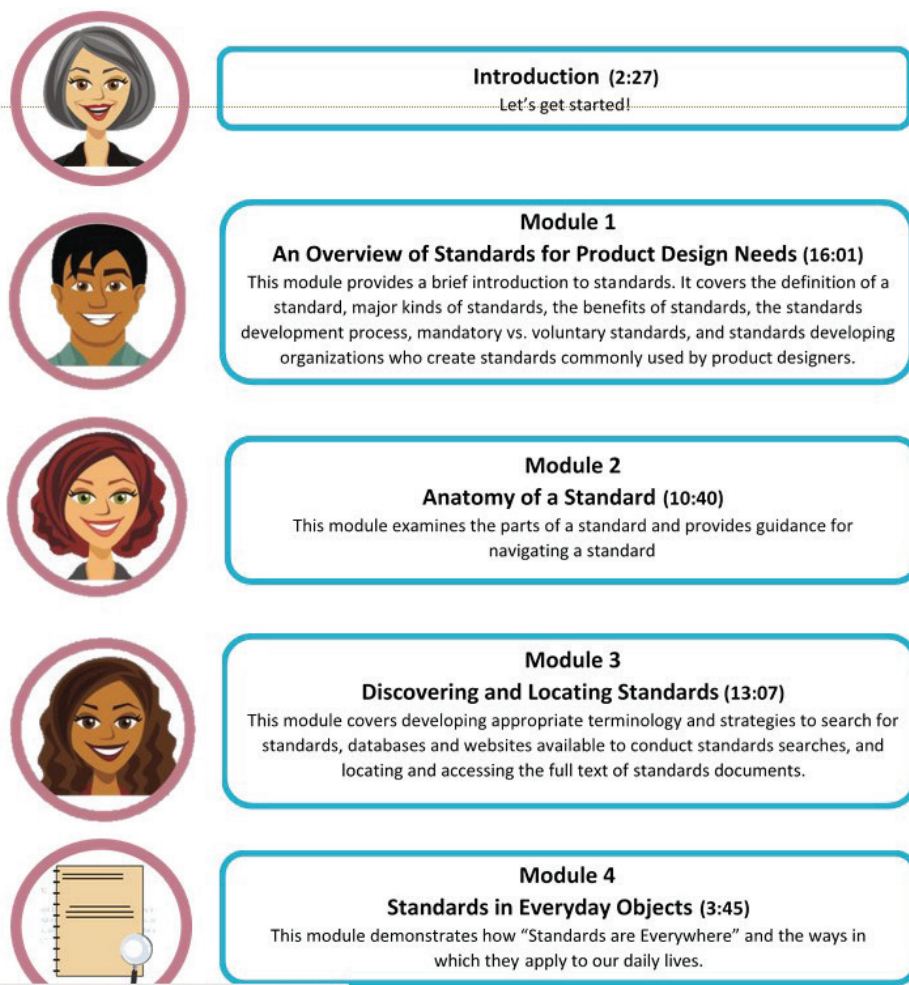 Introduction (2:27)
Let's get started!
Module 1
An Overview of Standards for Product Design Needs (16:01)
This module provides a brief introduction to standards. It covers the definition of a
standard, major kinds of standards, the benefits of standards, the standards
development process, mandatory vs. voluntary standards, and standards developing
organizations who create standards commonly used by product designers.
Module 2
Anatomy of a Standard (10:40)
This module examines the parts of a standard and provides guidance for
navigating a standard
Module 3
Discovering and Locating Standards (13:07)
This module covers developing appropriate terminology and strategies to search for
standards, databases and websites available to conduct standards searches, and
locating and accessing the full text of standards documents.
Module 4
Standards in Everyday Objects (3:45)
This module demonstrates how “Standards are Everywhere” and the ways in
which they apply to our daily lives.